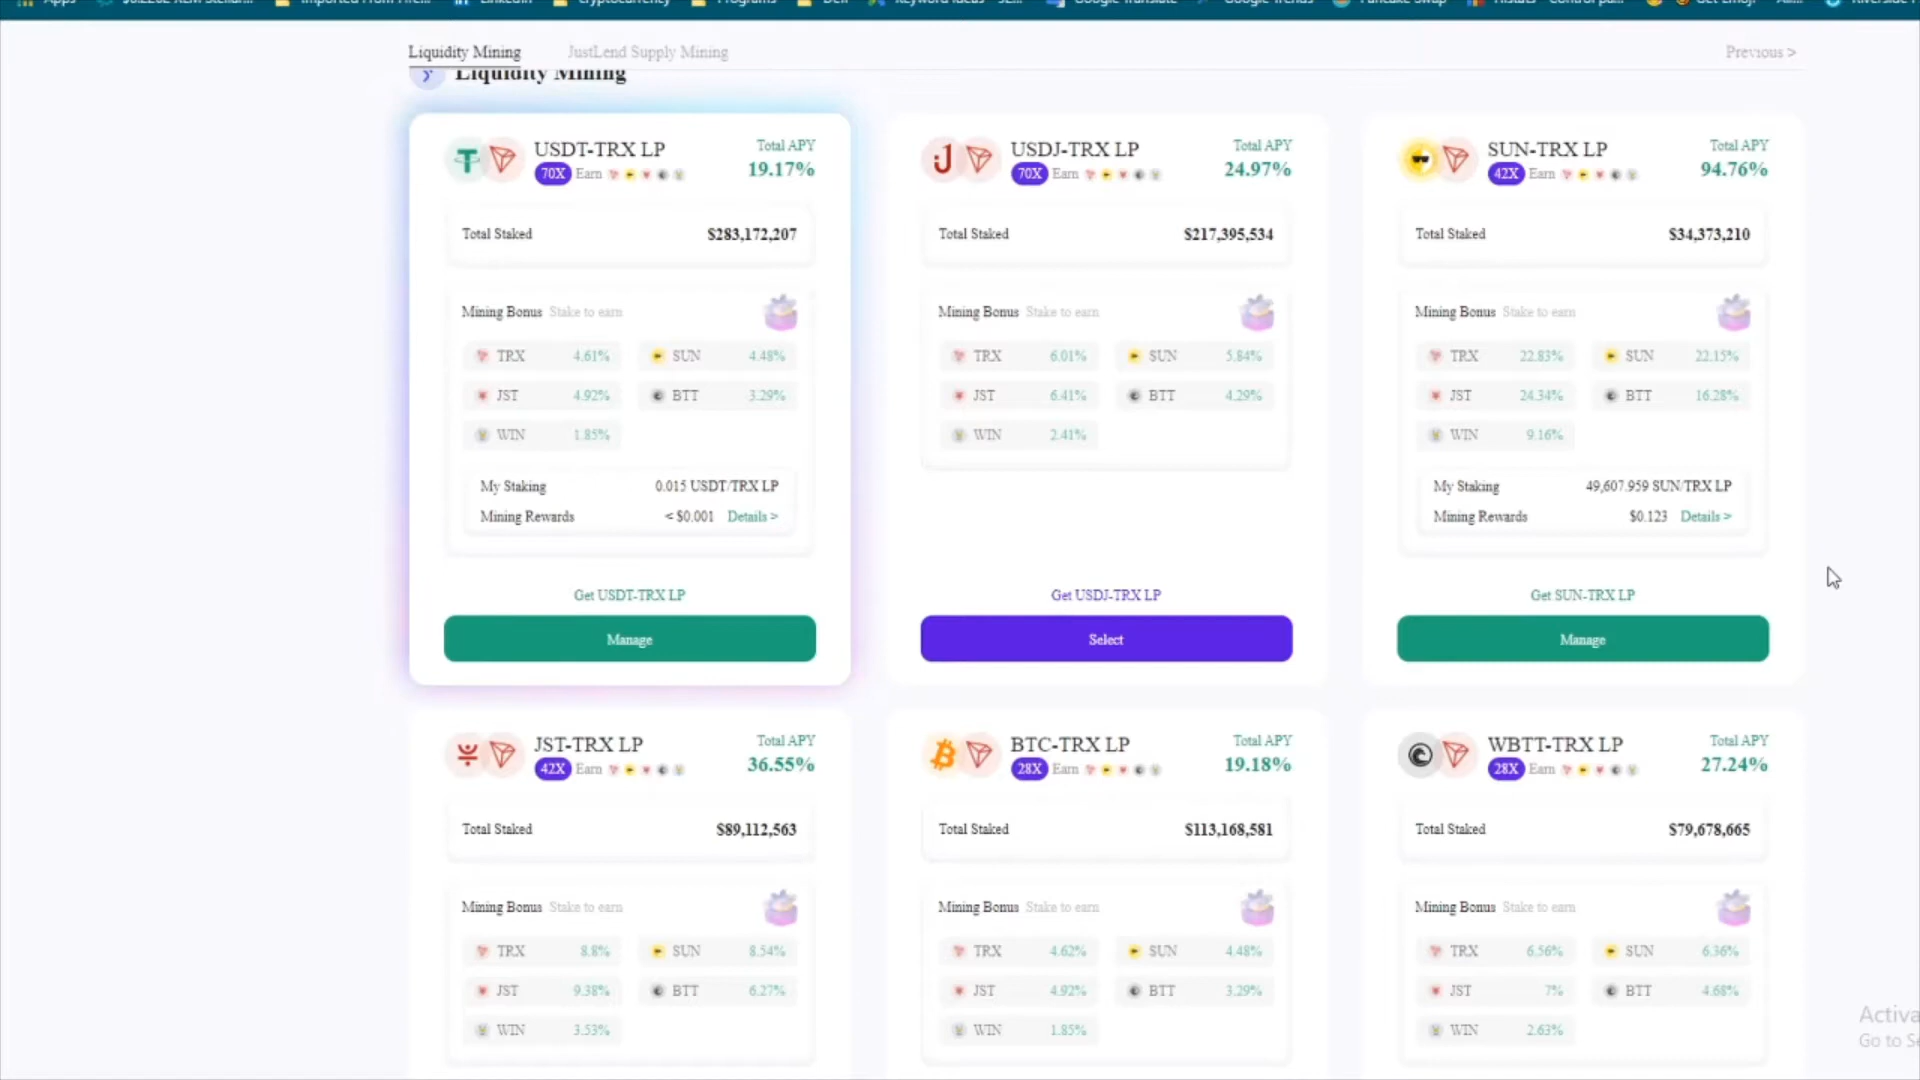 Apps
Liquidity Mining
JustLend Supply Mining
Previous >
Liquidity Mining
USDT-TRX LP
Total APY
70X Earn
19.17%
Total Staked
$283,172,207
Mining Bonus Stake to earn
TRX 4.61%
SUN 4.48%
JST 4.92%
BTT 3.29%
WIN 1.85%
My Staking
0.015 USDT/TRX LP
Mining Rewards
< $0.001 Details >
Get USDT-TRX LP
Manage
USDJ-TRX LP
Total APY
70X Earn
24.97%
Total Staked
$217,395,534
Mining Bonus Stake to earn
TRX 6.01%
SUN 5.84%
JST 6.41%
BTT 4.29%
WIN 2.41%
Get USDJ-TRX LP
Select
SUN-TRX LP
Total APY
42X Earn
94.76%
Total Staked
$34,373,210
Mining Bonus Stake to earn
TRX 22.83%
SUN 22.15%
JST 24.34%
BTT 16.28%
WIN 9.16%
My Staking
49,607.959 SUN/TRX LP
Mining Rewards
$0.123 Details >
Get SUN-TRX LP
Manage
JST-TRX LP
Total APY
42X Earn
36.55%
Total Staked
$89,112,563
Mining Bonus Stake to earn
TRX 8.8%
SUN 8.54%
JST 9.38%
BTT 6.27%
WIN 3.53%
BTC-TRX LP
Total APY
28X Earn
19.18%
Total Staked
$113,168,581
Mining Bonus Stake to earn
TRX 4.62%
SUN 4.48%
JST 4.92%
BTT 3.29%
WIN 1.85%
WBTT-TRX LP
Total APY
28X Earn
27.24%
Total Staked
$79,678,665
Mining Bonus Stake to earn
TRX 6.56%
SUN 6.36%
JST 7%
BTT 4.68%
WIN 2.63%
Activa
Go to Se